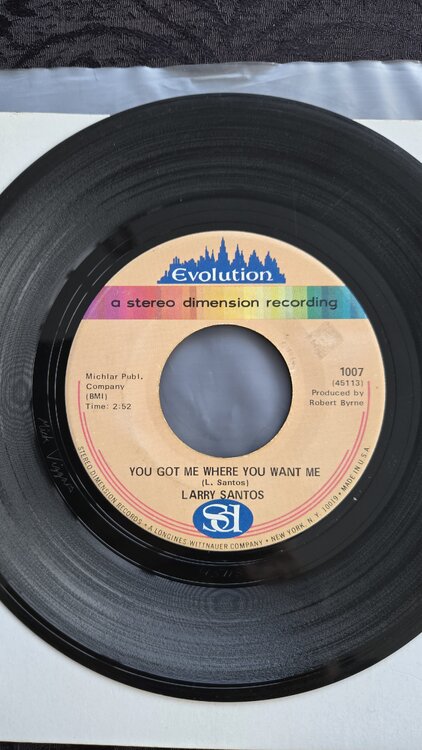 Evolution
a stereo dimension recording
Michlar Publ.
Company
(BMI)
Time: 2:52
1007
(45113)
Produced by
Robert Byrne
YOU GOT ME WHERE YOU WANT ME
(L. Santos)
LARRY SANTOS
SD
STEREO DIMENSION RECORDS • A LONGINES WITTNAUER COMPANY • NEW YORK, N.Y. 10019 • MADE IN U.S.A.